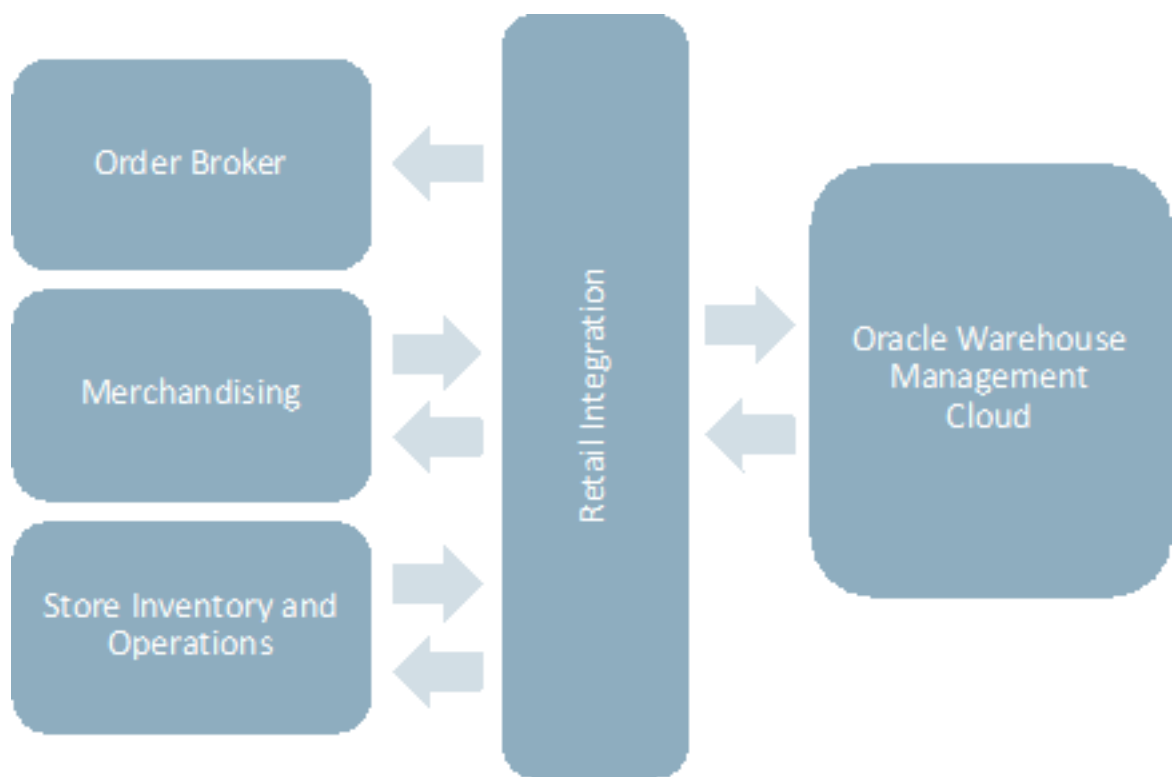 Order Broker
Merchandising
Store Inventory and
Operations
Retail Integration
Oracle Warehouse
Management
Cloud